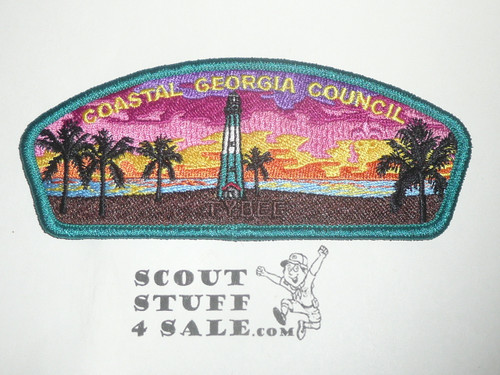 COASTAL GEORGIA COUNCIL
TYBEE
SCOUT
STUFF
4 SALE.com